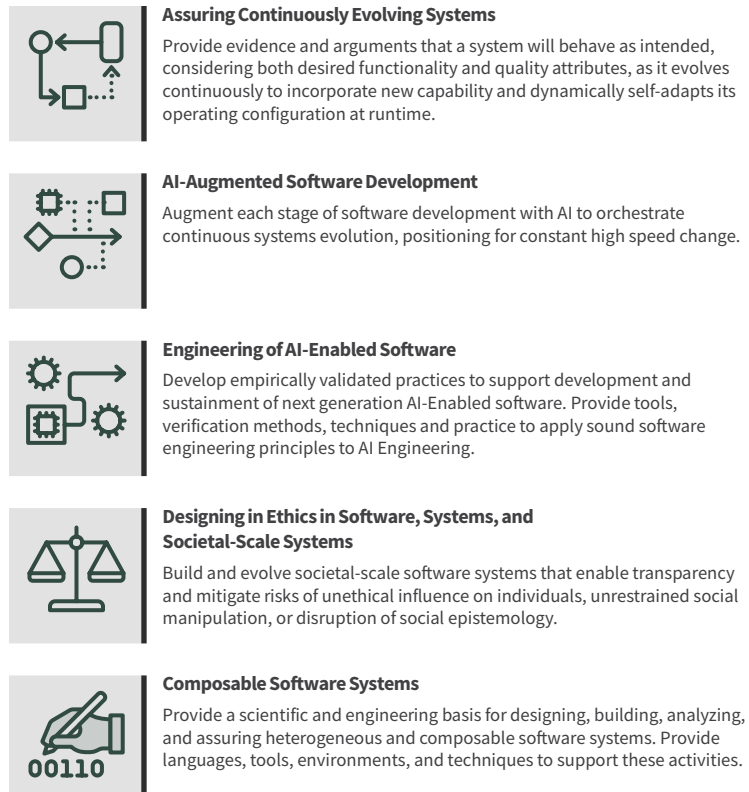 Assuring Continuously Evolving Systems
Provide evidence and arguments that a system will behave as intended,
considering both desired functionality and quality attributes, as it evolves
continuously to incorporate new capability and dynamically self-adapts its
operating configuration at runtime.
AI-Augmented Software Development
Augment each stage of software development with AI to orchestrate
continuous systems evolution, positioning for constant high speed change.
Engineering of AI-Enabled Software
Develop empirically validated practices to support development and
sustainment of next generation AI-Enabled software. Provide tools,
verification methods, techniques and practice to apply sound software
engineering principles to AI Engineering.
Designing in Ethics in Software, Systems, and
Societal-Scale Systems
Build and evolve societal-scale software systems that enable transparency
and mitigate risks of unethical influence on individuals, unrestrained social
manipulation, or disruption of social epistemology.
Composable Software Systems
Provide a scientific and engineering basis for designing, building, analyzing,
and assuring heterogeneous and composable software systems. Provide
languages, tools, environments, and techniques to support these activities.
00110